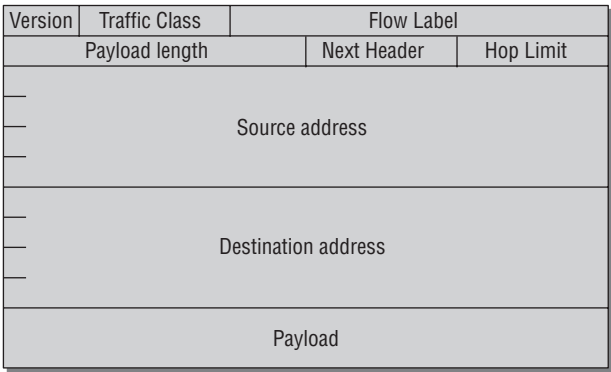 Version Traffic Class Flow Label
Payload length Next Header Hop Limit
Source address
Destination address
Payload